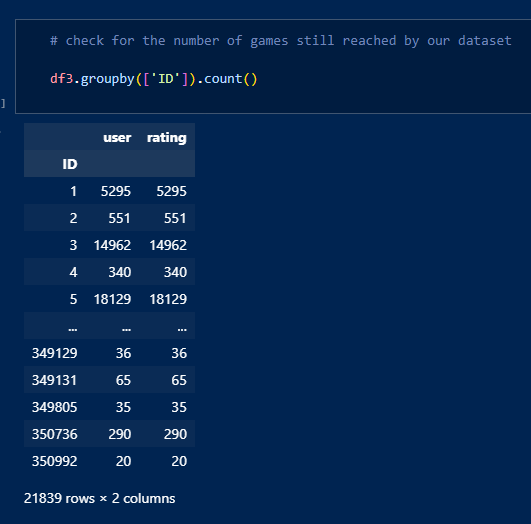 # check for the number of games still reached by our dataset
df3.groupby(['ID']).count()
]
user rating
ID
1 5295 5295
2 551 551
3 14962 14962
4 340 340
5 18129 18129
... ... ...
349129 36 36
349131 65 65
349805 35 35
350736 290 290
350992 20 20
21839 rows × 2 columns